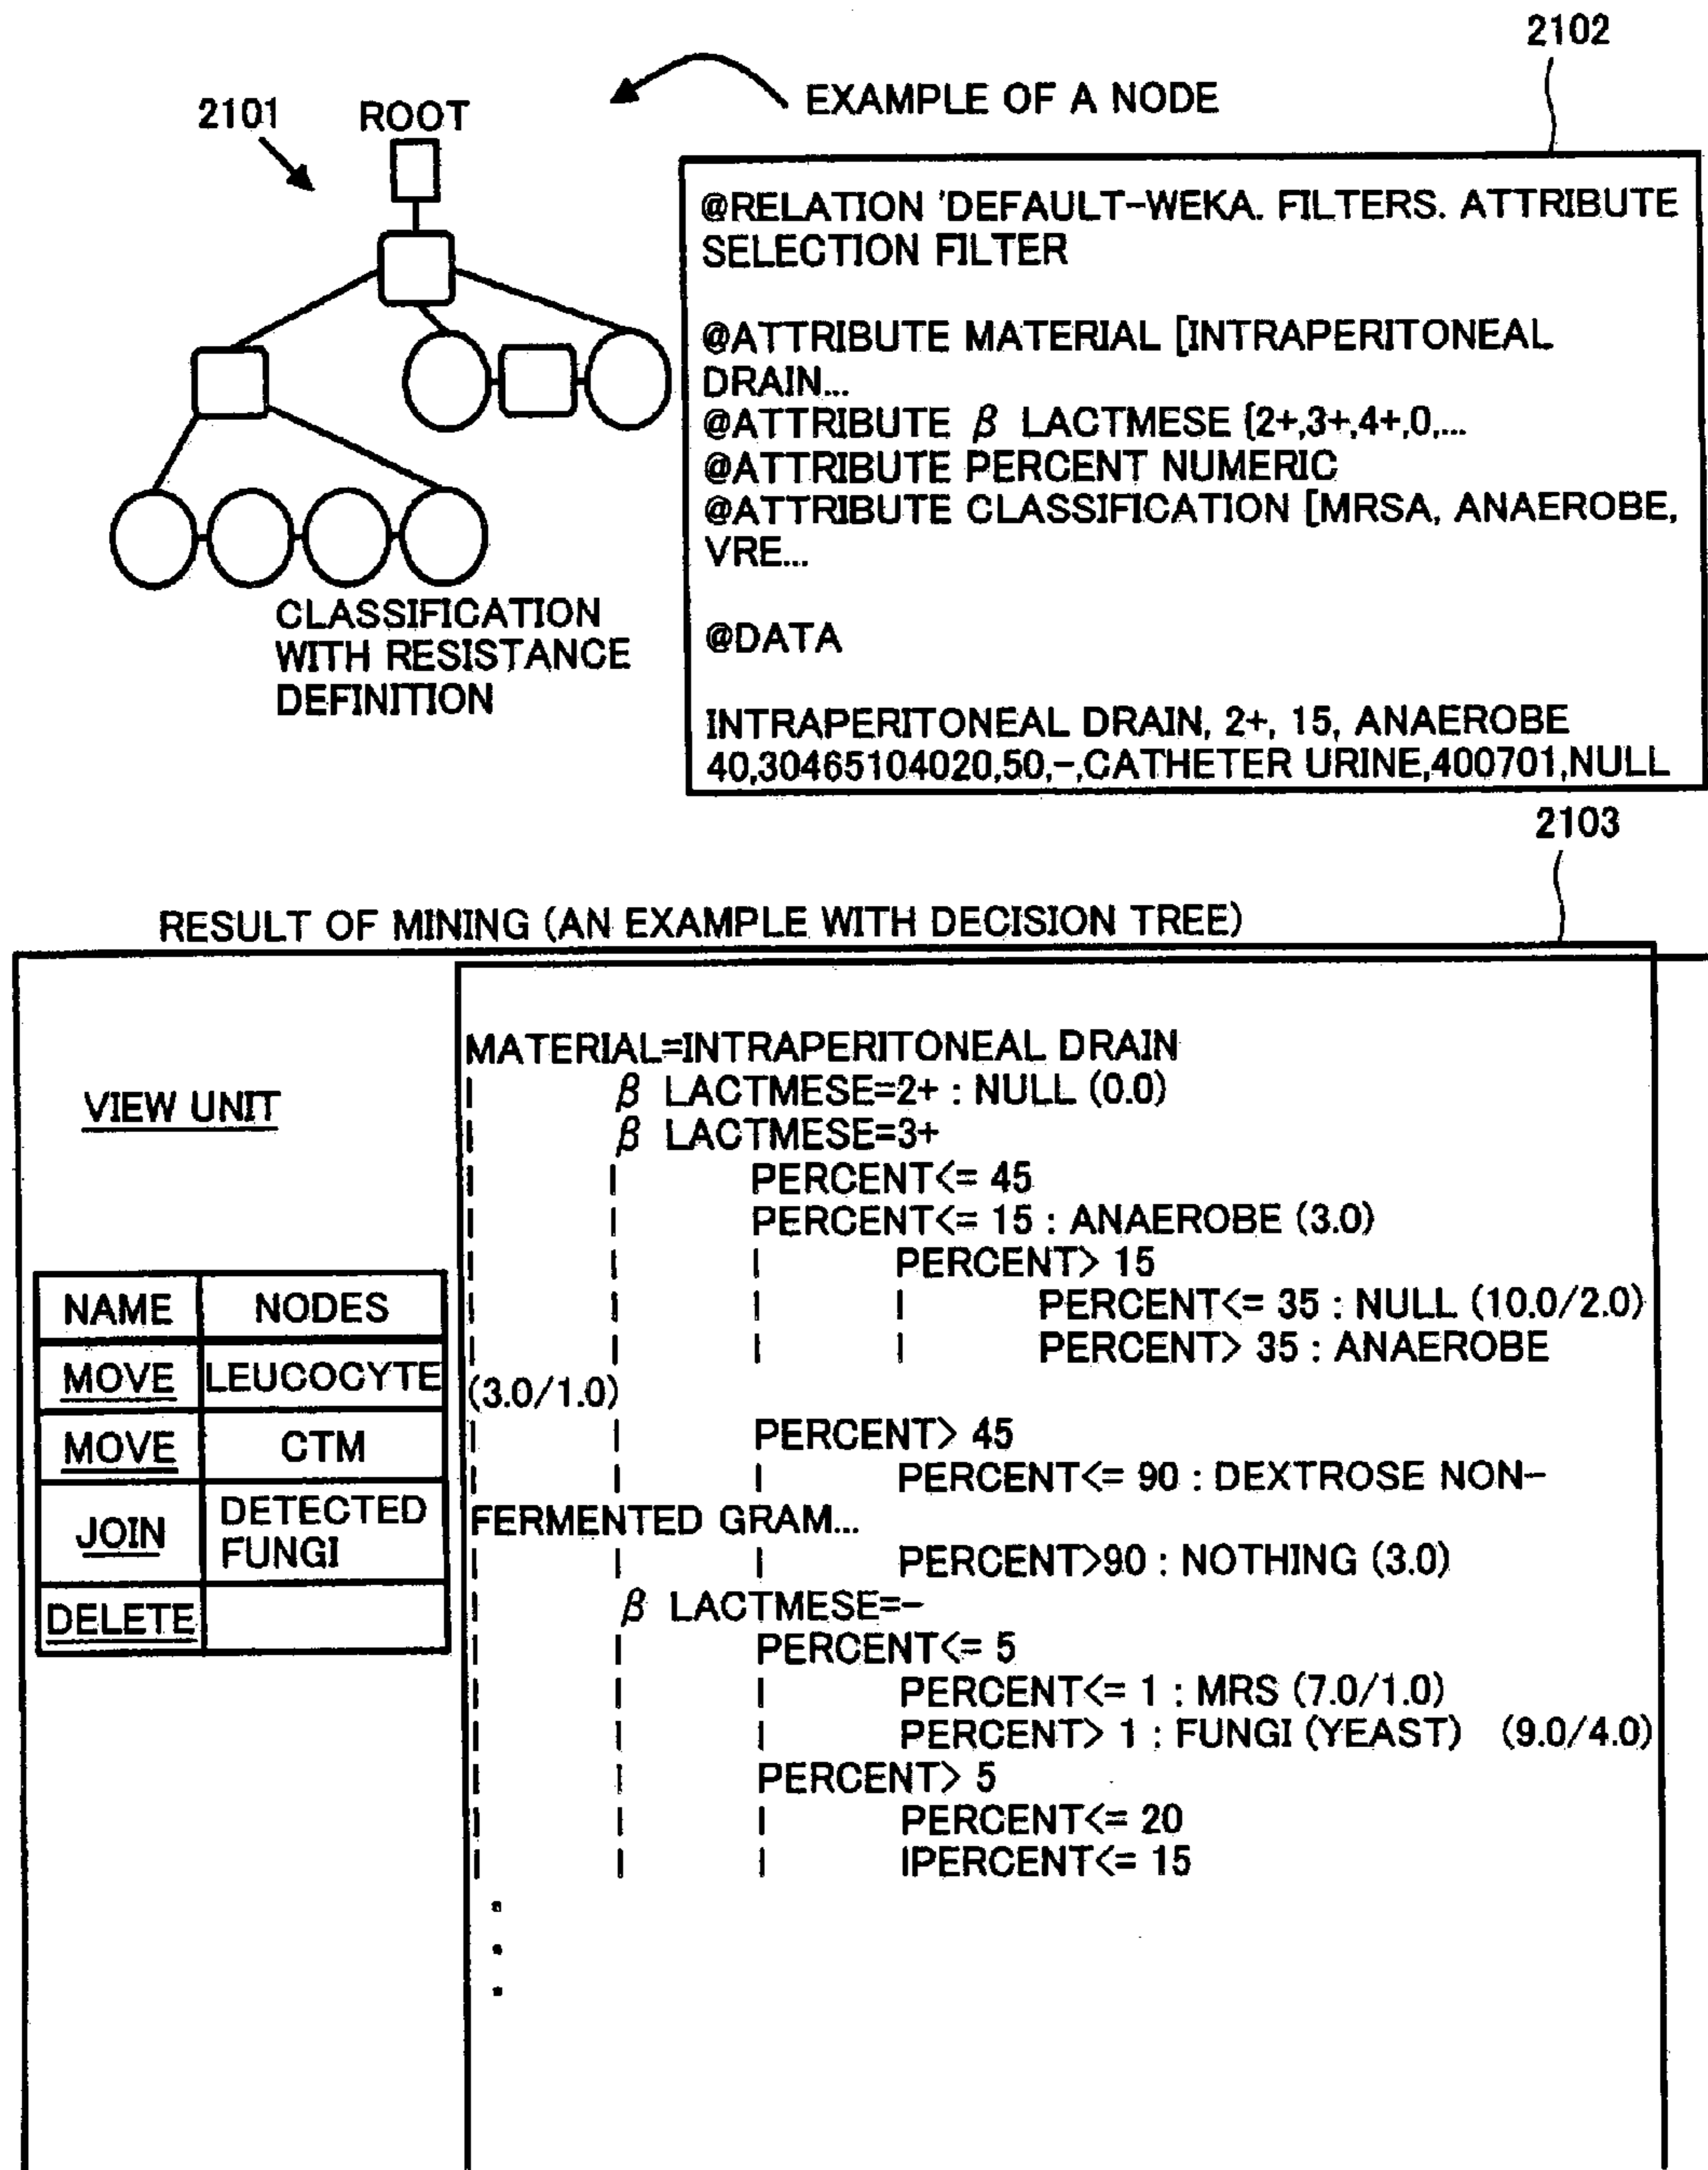 2102
EXAMPLE OF A NODE
2101
ROOT
@RELATION 'DEFAULT-WEKA. FILTERS. ATTRIBUTE
SELECTION FILTER
@ATTRIBUTE MATERIAL [INTRAPERITONEAL
DRAIN...
@ATTRIBUTE β LACTMESE {2+,3+,4+,0,...
@ATTRIBUTE PERCENT NUMERIC
@ATTRIBUTE CLASSIFICATION [MRSA, ANAEROBE,
VRE...
@DATA
INTRAPERITONEAL DRAIN, 2+, 15, ANAEROBE
40,30465104020,50,-,CATHETER URINE,400701,NULL
CLASSIFICATION
WITH RESISTANCE
DEFINITION
2103
RESULT OF MINING (AN EXAMPLE WITH DECISION TREE)
VIEW UNIT
NAME NODES
MOVE LEUCOCYTE
MOVE CTM
JOIN DETECTED
FUNGI
DELETE
MATERIAL=INTRAPERITONEAL DRAIN
| β LACTMESE=2+ : NULL (0.0)
| β LACTMESE=3+
| | PERCENT<= 45
| | PERCENT<= 15 : ANAEROBE (3.0)
| | | PERCENT> 15
| | | | PERCENT<= 35 : NULL (10.0/2.0)
| | | | PERCENT> 35 : ANAEROBE
(3.0/1.0)
| | PERCENT> 45
| | | PERCENT<= 90 : DEXTROSE NON-
FERMENTED GRAM...
| | | PERCENT>90 : NOTHING (3.0)
| β LACTMESE=-
| | PERCENT<= 5
| | | PERCENT<= 1 : MRS (7.0/1.0)
| | | PERCENT> 1 : FUNGI (YEAST) (9.0/4.0)
| | PERCENT> 5
| | | PERCENT<= 20
| | | IPERCENT<= 15
.
.
.